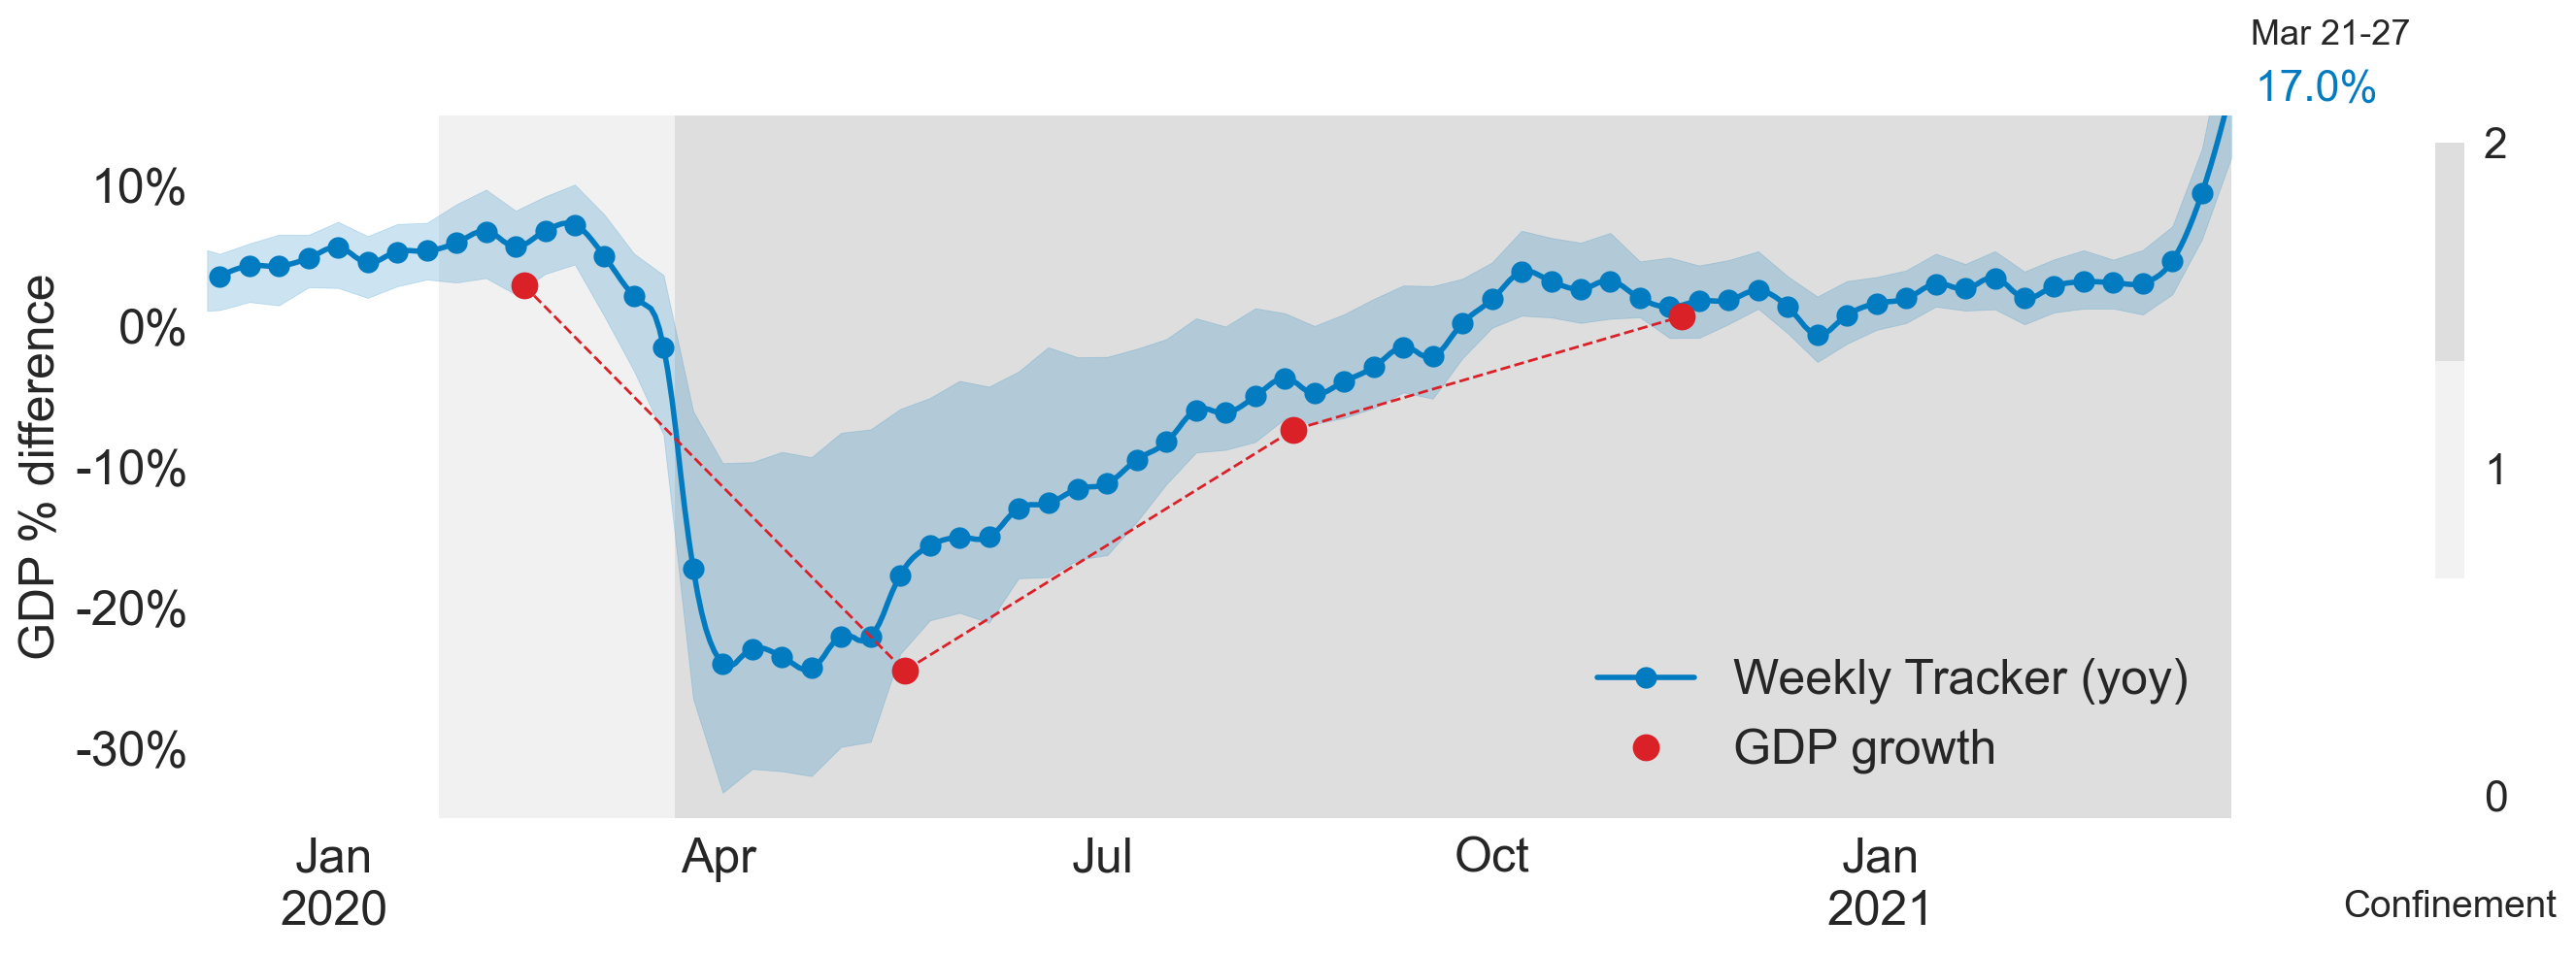 Mar 21-27
17.0%
GDP % difference
10%
0%
-10%
-20%
-30%
Jan
2020
Apr
Jul
Oct
Jan
2021
Weekly Tracker (yoy)
GDP growth
2
1
0
Confinement